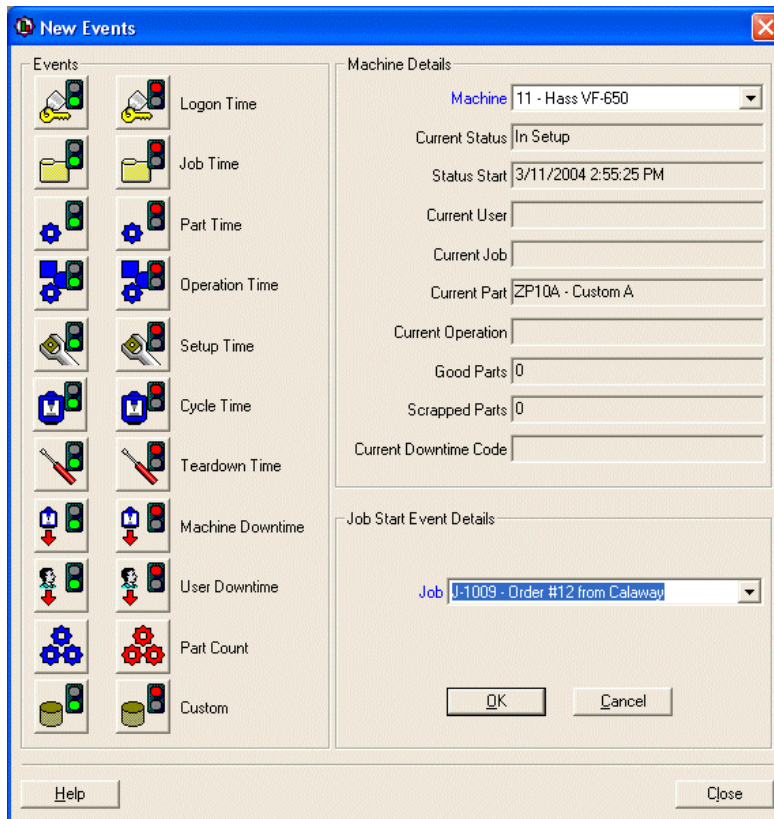 New Events
Events
Logon Time
Job Time
Part Time
Operation Time
Setup Time
Cycle Time
Teardown Time
Machine Downtime
User Downtime
Part Count
Custom
Machine Details
Machine 11 - Hass VF-650
Current Status In Setup
Status Start 3/11/2004 2:55:25 PM
Current User
Current Job
Current Part ZP10A - Custom A
Current Operation
Good Parts 0
Scrapped Parts 0
Current Downtime Code
Job Start Event Details
Job J-1009 - Order #12 from Calaway
OK Cancel
Help Close